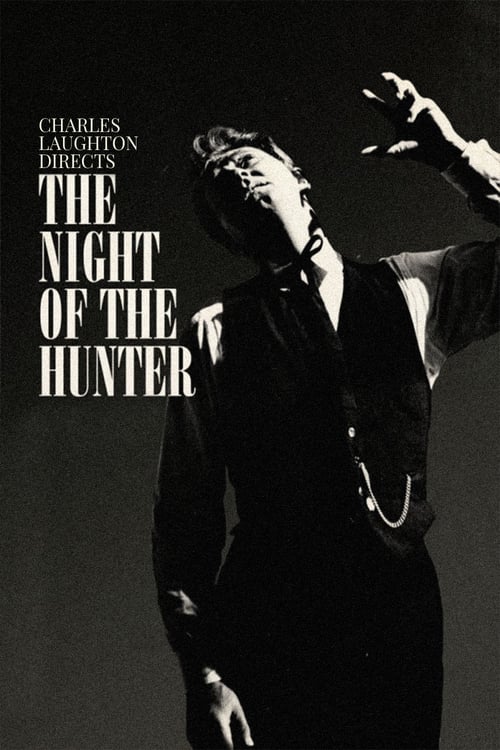 CHARLES
LAUGHTON
DIRECTS
THE
NIGHT
OF THE
HUNTER